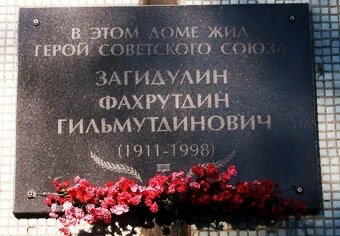 В ЭТОМ ДОМЕ ЖИЛ
ГЕРОЙ СОВЕТСКОГО СОЮЗА
ЗАГИДУЛИН
ФАХРУТДИН
ГИЛЬМУТДИНОВИЧ
(1911-1998)